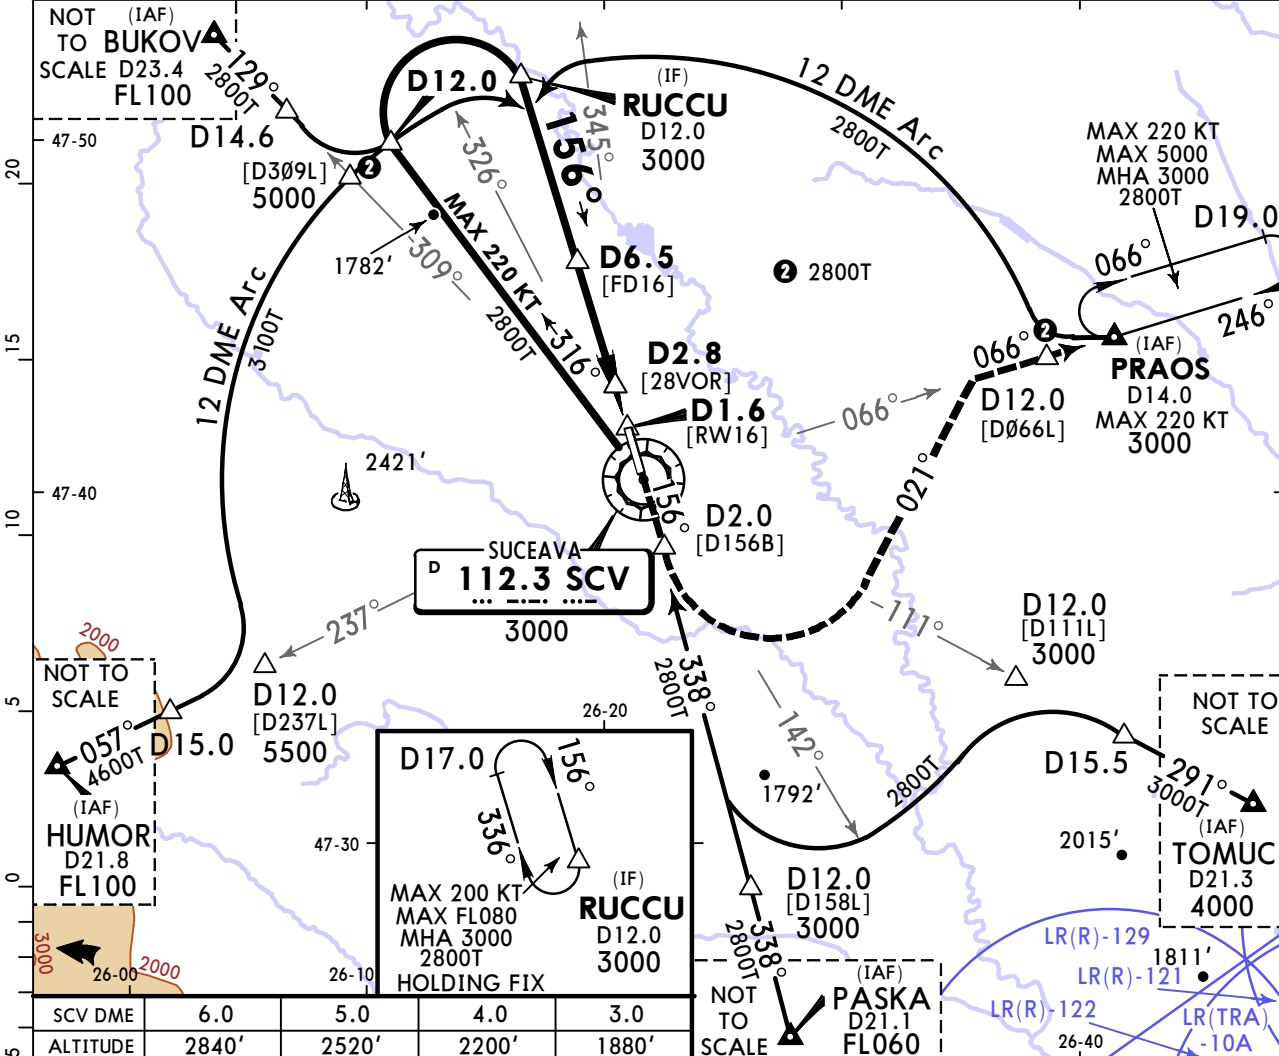 NOT
TO
SCALE
(IAF)
BUKOV
D23.4
FL100
129°
2800T
D14.6
[D3Ø9L]
5000
2
D12.0
(IF)
RUCCU
D12.0
3000
12 DME Arc
2800T
MAX 220 KT
MAX 5000
MHA 3000
2800T
D19.0
066°
246°
47-50
20
345°
326°
156°
1782'
309°
MAX 220 KT
2800T
316°
D6.5
[FD16]
2 2800T
12 DME Arc
3100T
15
D2.8
[28VOR]
D1.6
[RW16]
066°
066°
2
(IAF)
PRAOS
D14.0
MAX 220 KT
3000
D12.0
[DØ66L]
2421'
47-40
10
021°
156°
D2.0
[D156B]
SUCEAVA
D 112.3 SCV
3000
237°
111°
D12.0
[D111L]
3000
2000
NOT TO
SCALE
057°
4600T
D15.0
(IAF)
HUMOR
D21.8
FL100
D12.0
[D237L]
5500
5
338°
2800T
142°
1792'
2800T
D15.5
NOT TO
SCALE
291°
3000T
(IAF)
TOMUC
D21.3
4000
2015'
26-20
D17.0
156°
336°
47-30
MAX 200 KT
MAX FL080
MHA 3000
2800T
HOLDING FIX
(IF)
RUCCU
D12.0
3000
D12.0
[D158L]
3000
338°
2800T
0
3000
26-00
2000
26-10
LR(R)-129
1811'
LR(R)-121
LR(R)-122
LR(TRA)
-10A
26-40
NOT
TO
SCALE
(IAF)
PASKA
D21.1
FL060
5
SCV DME 6.0 5.0 4.0 3.0
ALTITUDE 2840' 2520' 2200' 1880'